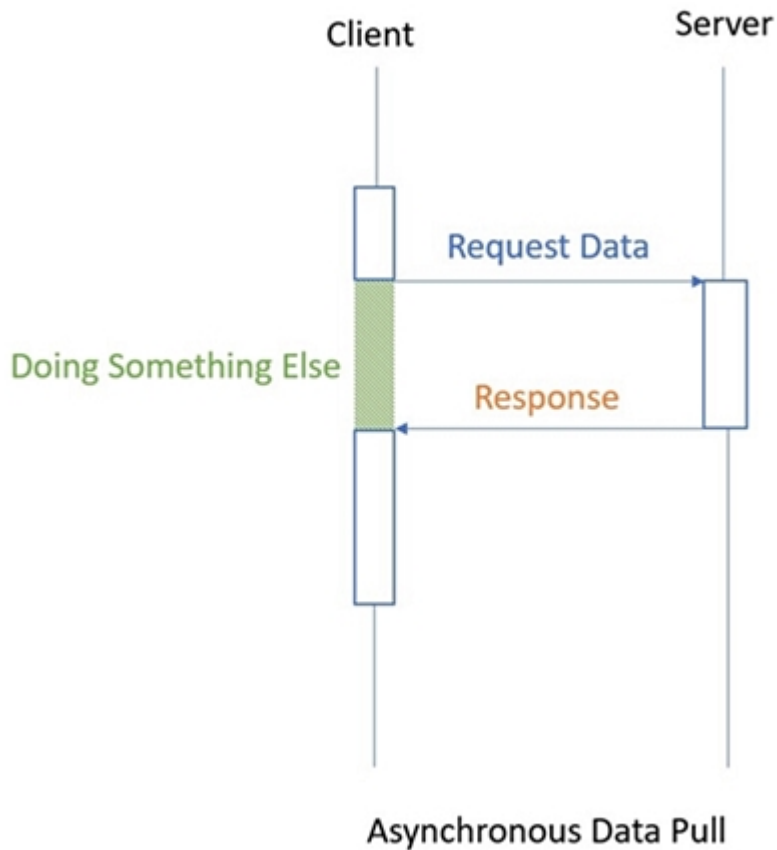 Client
Server
Request Data
Doing Something Else
Response
Asynchronous Data Pull